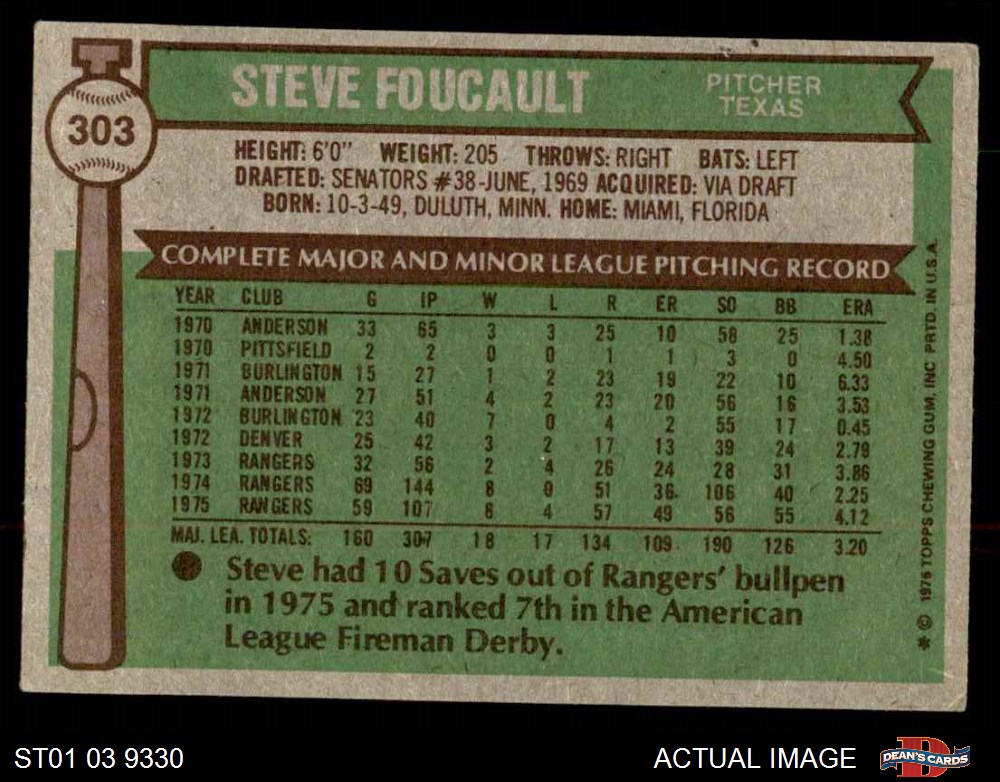 303
STEVE FOUCAULT
PITCHER
TEXAS
HEIGHT: 6'0" WEIGHT: 205 THROWS: RIGHT BATS: LEFT
DRAFTED: SENATORS #38-JUNE, 1969 ACQUIRED: VIA DRAFT
BORN: 10-3-49, DULUTH, MINN. HOME: MIAMI, FLORIDA
COMPLETE MAJOR AND MINOR LEAGUE PITCHING RECORD
YEAR CLUB G IP W L R ER SO BB ERA
1970 ANDERSON 33 65 3 3 25 10 58 25 1.38
1970 PITTSFIELD 2 2 0 0 1 1 3 0 4.50
1971 BURLINGTON 15 27 1 2 23 19 22 10 6.33
1971 ANDERSON 27 51 4 2 23 20 56 16 3.53
1972 BURLINGTON 23 40 7 0 4 2 55 17 0.45
1972 DENVER 25 42 3 2 17 13 39 24 2.79
1973 RANGERS 32 56 2 4 26 24 28 31 3.86
1974 RANGERS 69 144 8 9 51 36 106 40 2.25
1975 RANGERS 59 107 8 4 57 49 56 55 4.12
MAJ. LEA. TOTALS: 160 307 18 17 134 109 190 126 3.20
Steve had 10 Saves out of Rangers' bullpen
in 1975 and ranked 7th in the American
League Fireman Derby.
* © 1976 TOPPS CHEWING GUM, INC PRTD. IN U.S.A.
ST01 03 9330
ACTUAL IMAGE
D
DEAN'S CARDS